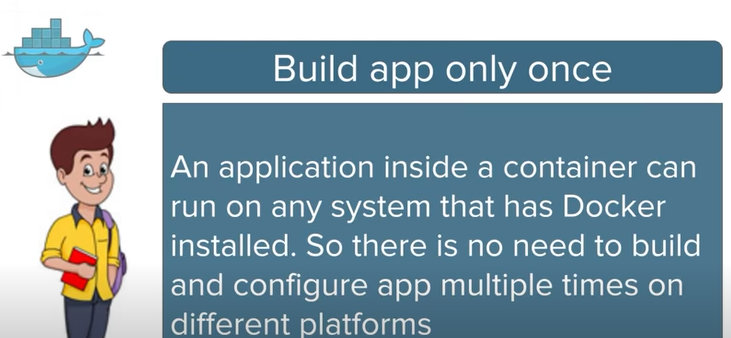 Build app only once
An application inside a container can
run on any system that has Docker
installed. So there is no need to build
and configure app multiple times on
different platforms